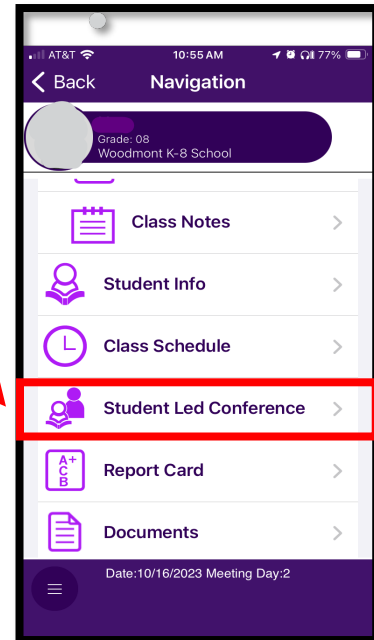 AT&T 10:55 AM 77%
Back Navigation
Grade: 08
Woodmont K-8 School
Class Notes
Student Info
Class Schedule
Student Led Conference
A+
C
B
Report Card
Documents
Date:10/16/2023 Meeting Day:2